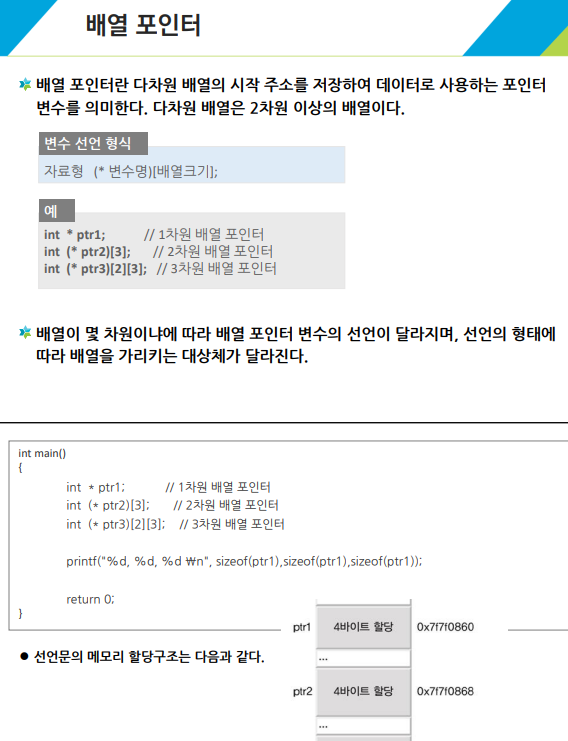 배열 포인터
배열 포인터란 다차원 배열의 시작 주소를 저장하여 데이터로 사용하는 포인터
변수를 의미한다. 다차원 배열은 2차원 이상의 배열이다.
변수 선언 형식
자료형 (* 변수명)[배열크기];
예
int * ptr1; // 1차원 배열 포인터
int (* ptr2)[3]; // 2차원 배열 포인터
int (* ptr3)[2][3]; // 3차원 배열 포인터
배열이 몇 차원이냐에 따라 배열 포인터 변수의 선언이 달라지며, 선언의 형태에
따라 배열을 가리키는 대상체가 달라진다.
int main()
{
int * ptr1; // 1차원 배열 포인터
int (* ptr2)[3]; // 2차원 배열 포인터
int (* ptr3)[2][3]; // 3차원 배열 포인터
printf("%d, %d, %d ₩n", sizeof(ptr1),sizeof(ptr1),sizeof(ptr1));
return 0;
}
ptr1 4바이트 할당 0x7f7f0860
● 선언문의 메모리 할당구조는 다음과 같다.
...
ptr2 4바이트 할당 0x7f7f0868
...